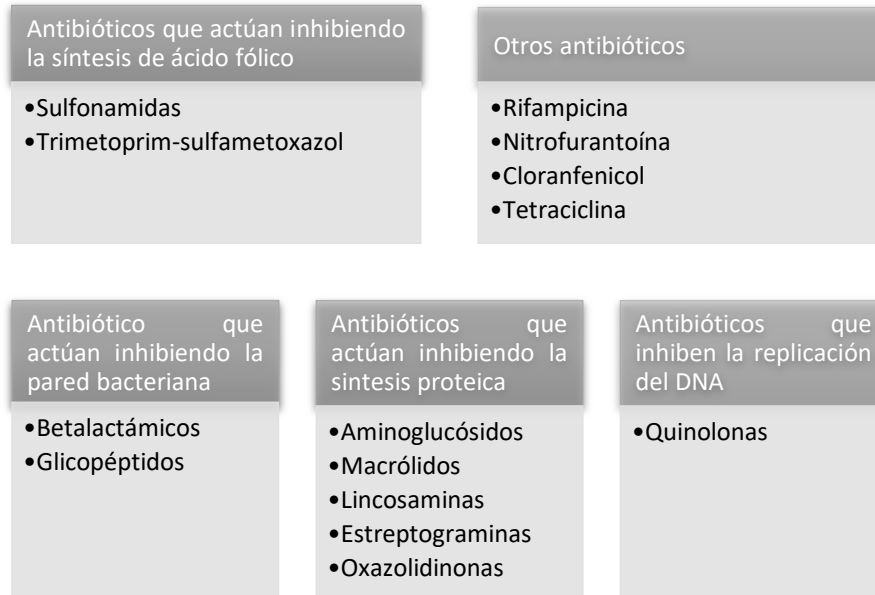 Antibióticos que actúan inhibiendo
la síntesis de ácido fólico
•Sulfonamidas
•Trimetoprim-sulfametoxazol
Otros antibióticos
•Rifampicina
•Nitrofurantoína
•Cloranfenicol
•Tetraciclina
Antibiótico que
actúan inhibiendo la
pared bacteriana
•Betalactámicos
•Glicopéptidos
Antibióticos que
actúan inhibiendo la
sintesis proteica
•Aminoglucósidos
•Macrólidos
•Lincosaminas
•Estreptograminas
•Oxazolidinonas
Antibióticos que
inhiben la replicación
del DNA
•Quinolonas